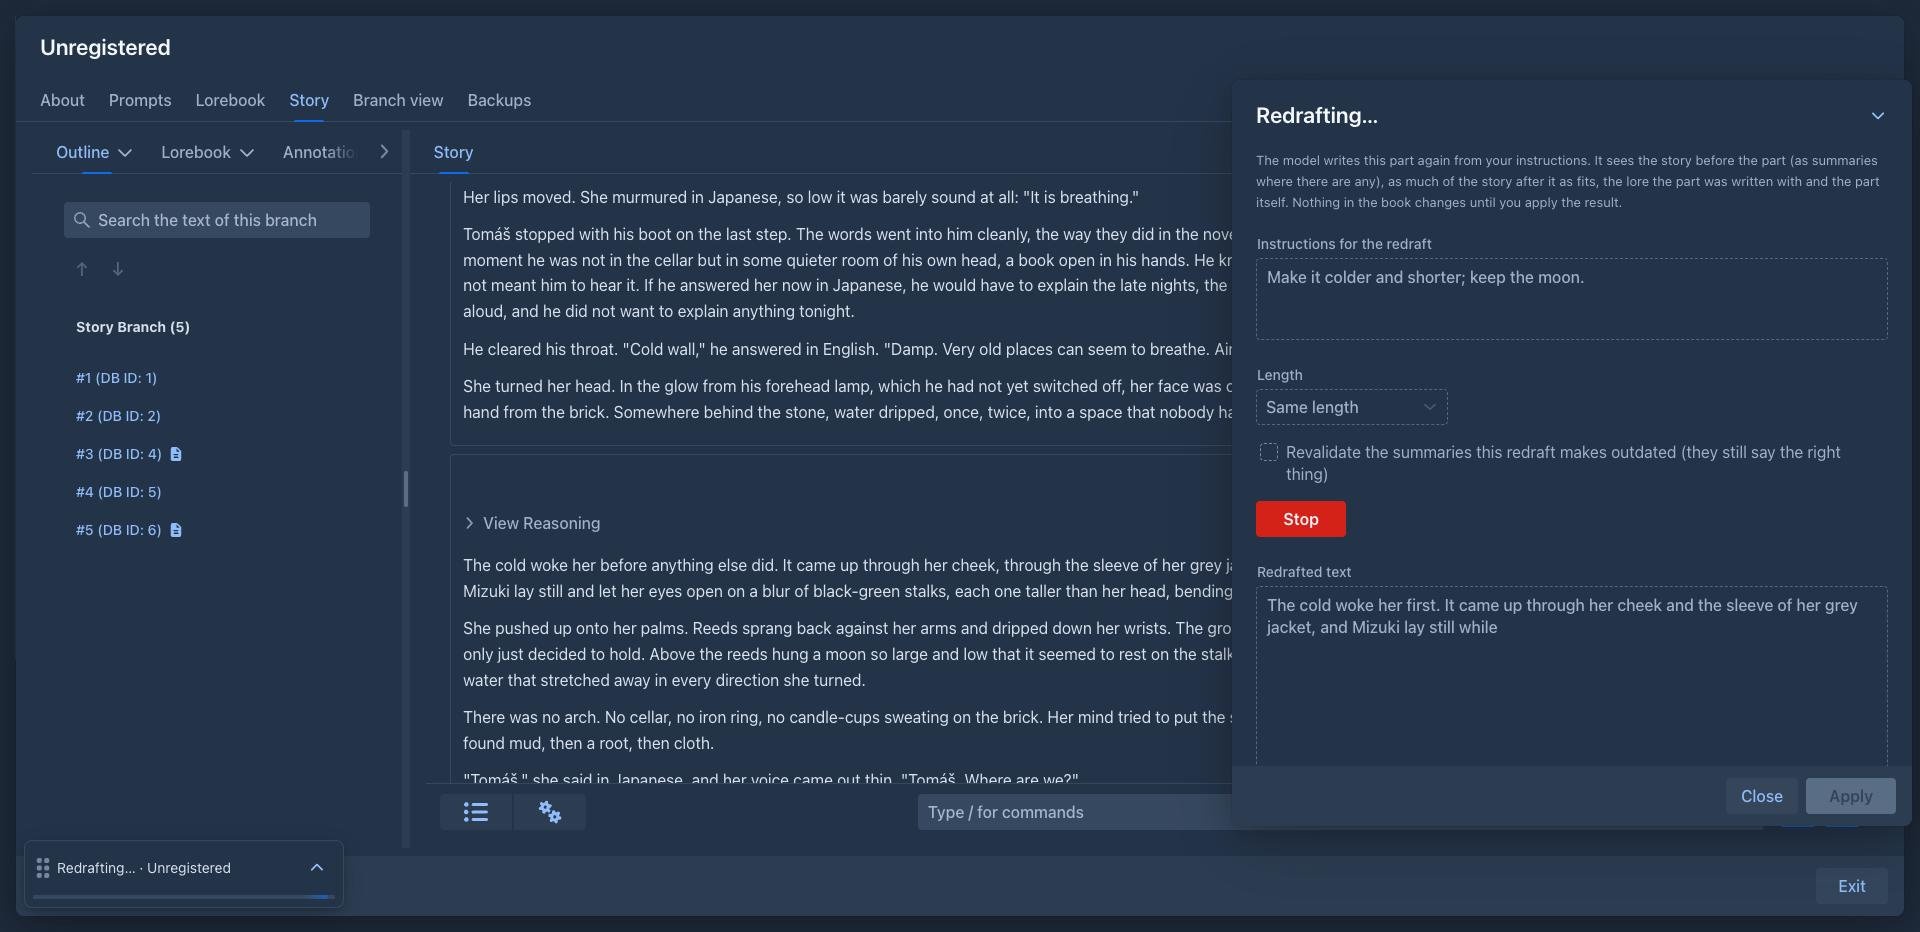 Unregistered
About Prompts Lorebook Story Branch view Backups
Outline Lorebook
Story
Search the text of this branch
Story Branch (5)
#1 (DB ID: 1)
#2 (DB ID: 2)
#3 (DB ID: 4)
#4 (DB ID: 5)
#5 (DB ID: 6)
Her lips moved. She murmured in Japanese, so low it was barely sound at all: "It is breathing."
Tomáš stopped with his boot on the last step. The words went into him cleanly, the way they did in the
moment he was not in the cellar but in some quieter room of his own head, a book open in his hands. He
not meant him to hear it. If he answered her now in Japanese, he would have to explain the late nights, the
aloud, and he did not want to explain anything tonight.
He cleared his throat. "Cold wall," he answered in English. "Damp. Very old places can seem to breathe.
She turned her head. In the glow from his forehead lamp, which he had not yet switched off, her face was
hand from the brick. Somewhere behind the stone, water dripped, once, twice, into a space that nobody
View Reasoning
The cold woke her before anything else did. It came up through her cheek, through the sleeve of her grey
Mizuki lay still and let her eyes open on a blur of black-green stalks, each one taller than her head, bending
She pushed up onto her palms. Reeds sprang back against her arms and dripped down her wrists. The
only just decided to hold. Above the reeds hung a moon so large and low that it seemed to rest on the
water that stretched away in every direction she turned.
There was no arch. No cellar, no iron ring, no candle-cups sweating on the brick. Her mind tried to put the
found mud, then a root, then cloth.
"Tomáš," she said in Japanese, and her voice came out thin. "Tomáš. Where are we?"
Type / for commands
Redrafting...
The model writes this part again from your instructions. It sees the story before the part (as summaries
where there are any), as much of the story after it as fits, the lore the part was written with and the part
itself. Nothing in the book changes until you apply the result.
Instructions for the redraft
Make it colder and shorter; keep the moon.
Length
Same length
Revalidate the summaries this redraft makes outdated (they still say the right
thing)
Stop
Redrafted text
The cold woke her first. It came up through her cheek and the sleeve of her grey
jacket, and Mizuki lay still while
Close Apply
Redrafting... · Unregistered
Exit